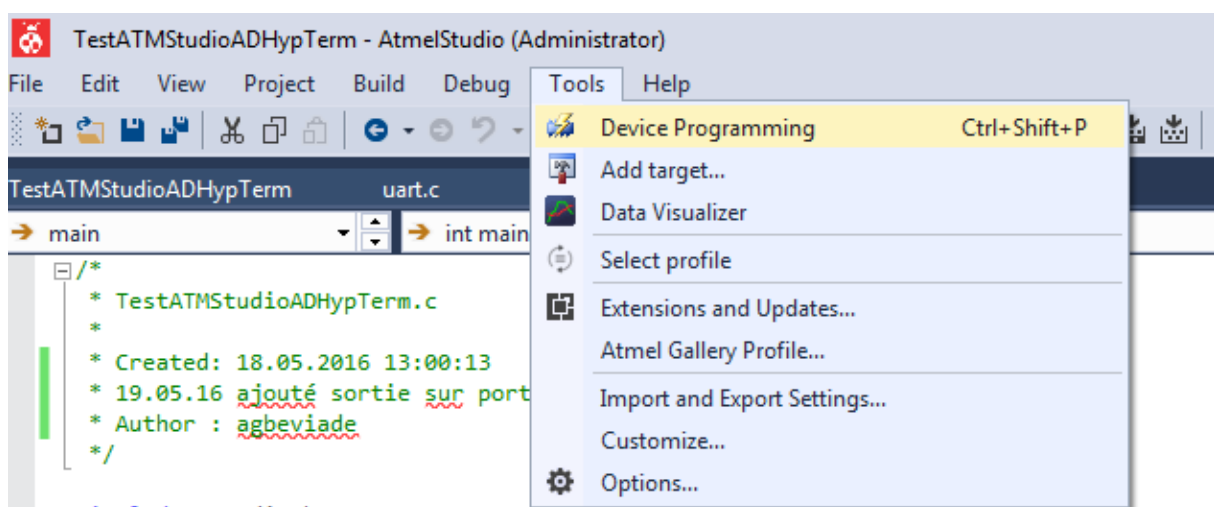 TestATMStudioADHypTerm - AtmelStudio (Administrator)
File Edit View Project Build Debug Tools Help
Device Programming Ctrl+Shift+P
Add target...
Data Visualizer
Select profile
Extensions and Updates...
Atmel Gallery Profile...
Import and Export Settings...
Customize...
Options...
TestATMStudioADHypTerm uart.c
main int main
/*
* TestATMStudioADHypTerm.c
*
* Created: 18.05.2016 13:00:13
* 19.05.16 ajouté sortie sur port
* Author : agbeviade
*/